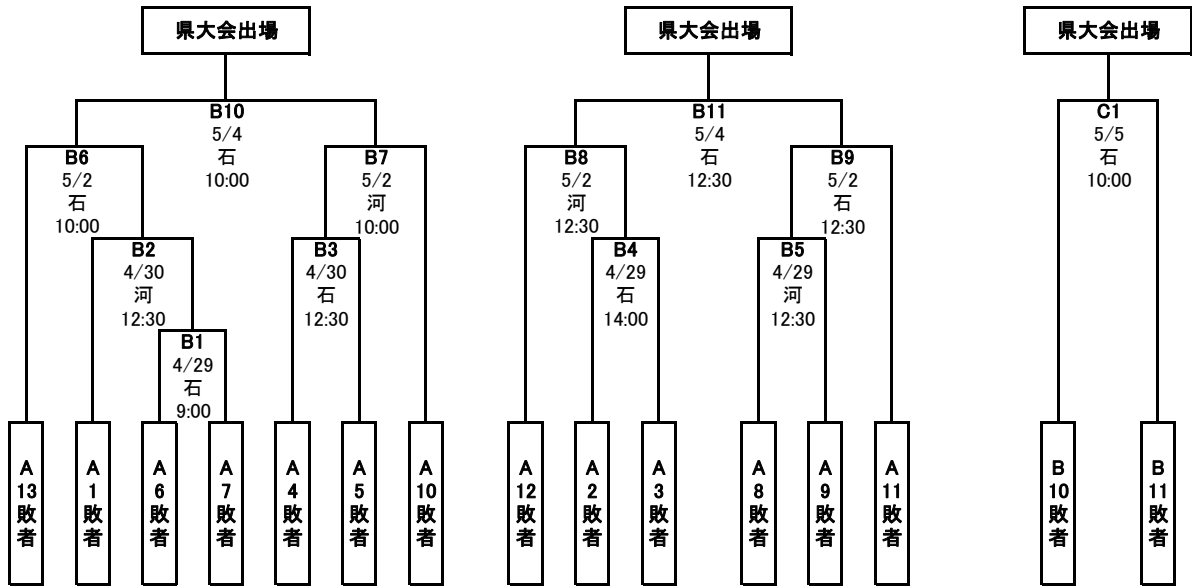 県大会出場
県大会出場
県大会出場
B10
5/4
石
10:00
B11
5/4
石
12:30
C1
5/5
石
10:00
B6
5/2
石
10:00
B7
5/2
河
10:00
B8
5/2
河
12:30
B9
5/2
石
12:30
B2
4/30
河
12:30
B3
4/30
石
12:30
B4
4/29
石
14:00
B5
4/29
河
12:30
B1
4/29
石
9:00
A13敗者
A1敗者
A6敗者
A7敗者
A4敗者
A5敗者
A10敗者
A12敗者
A2敗者
A3敗者
A8敗者
A9敗者
A11敗者
B10敗者
B11敗者